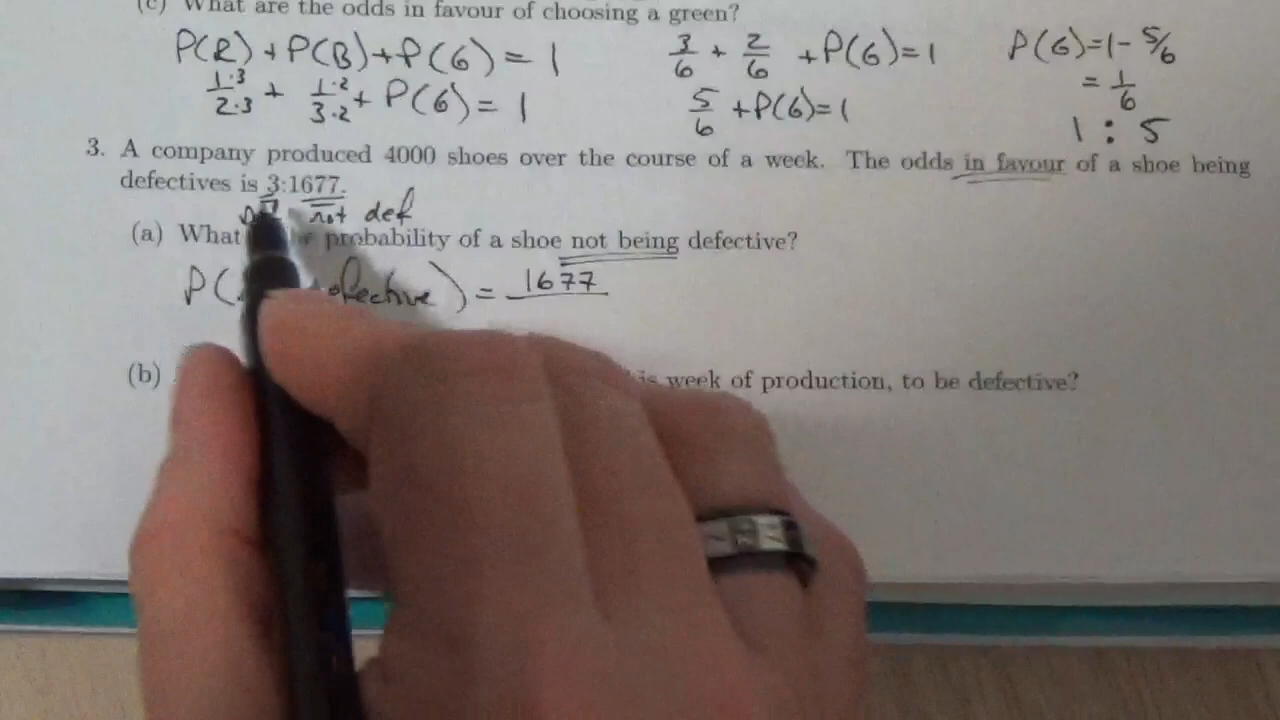 (c) What are the odds in favour of choosing a green?
P(R) + P(B) + P(G) = 1
1·3/2·3 + 1·2/3·2 + P(G) = 1
3/6 + 2/6 + P(G) = 1
5/6 + P(G) = 1
P(G) = 1 - 5/6
= 1/6
1 : 5
3. A company produced 4000 shoes over the course of a week. The odds in favour of a shoe being
defectives is 3:1677.
not def
(a) What probability of a shoe not being defective?
P( defective) = 1677
(b) week of production, to be defective?